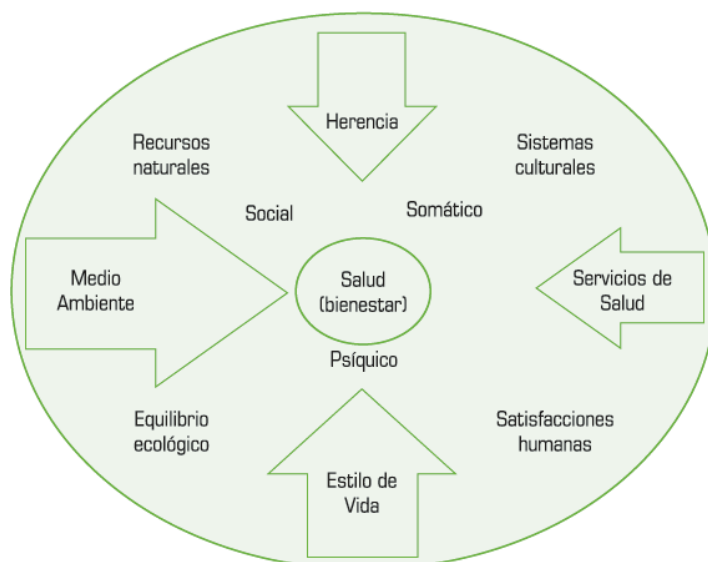 Herencia
Recursos
naturales
Sistemas
culturales
Social
Somático
Medio
Ambiente
Salud
(bienestar)
Servicios de
Salud
Psíquico
Equilibrio
ecológico
Satisfacciones
humanas
Estilo de
Vida